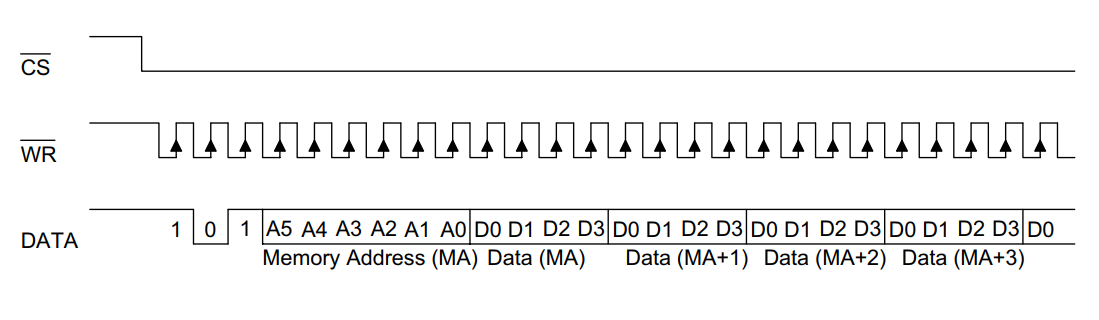 CS
WR
DATA 1 0 1 A5 A4 A3 A2 A1 A0 D0 D1 D2 D3 D0 D1 D2 D3 D0 D1 D2 D3 D0 D1 D2 D3 D0
Memory Address (MA) Data (MA) Data (MA+1) Data (MA+2) Data (MA+3)